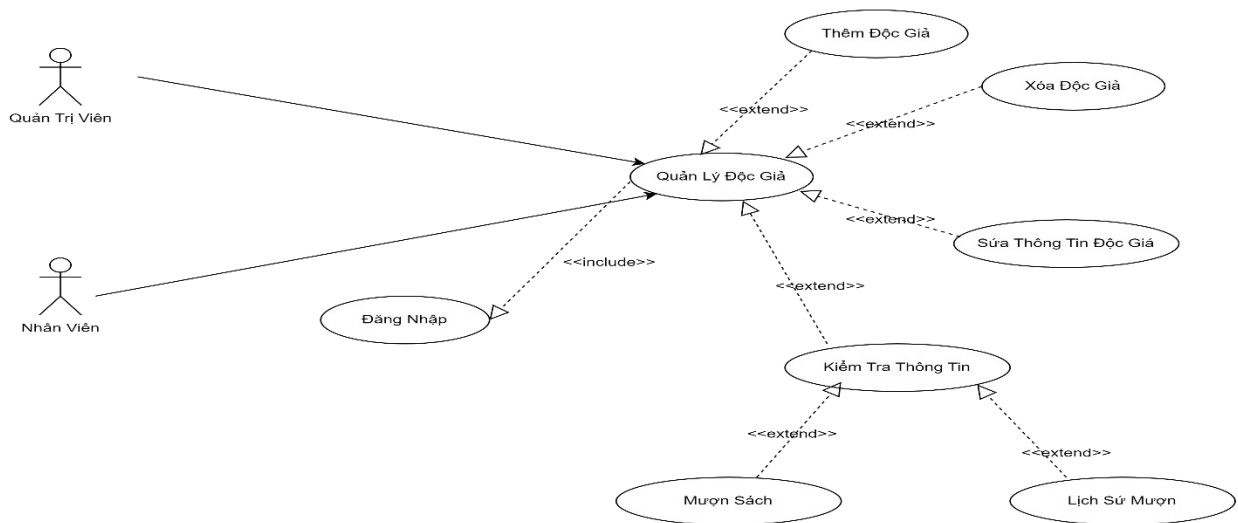 Thêm Độc Giả
Quản Trị Viên
Xóa Độc Giả
<<extend>>
<<extend>>
Quản Lý Độc Giả
<<extend>>
Sửa Thông Tin Độc Giả
<<include>>
<<extend>>
Nhân Viên
Đăng Nhập
Kiểm Tra Thông Tin
<<extend>>
<<extend>>
Mượn Sách
Lịch Sử Mượn